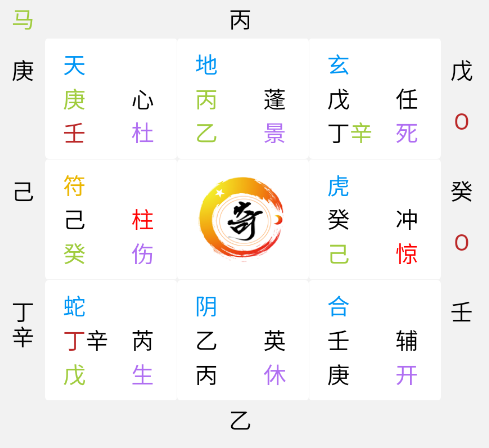 马 丙
庚 天 地 玄 戊
庚 心 丙 蓬 戊 任
壬 杜 乙 景 丁辛 死 O
己 符 虎 癸
己 柱 奇 癸 冲
癸 伤 己 惊 O
丁 蛇 阴 合 壬
辛 丁辛 芮 乙 英 壬 辅
戊 生 丙 休 庚 开
乙